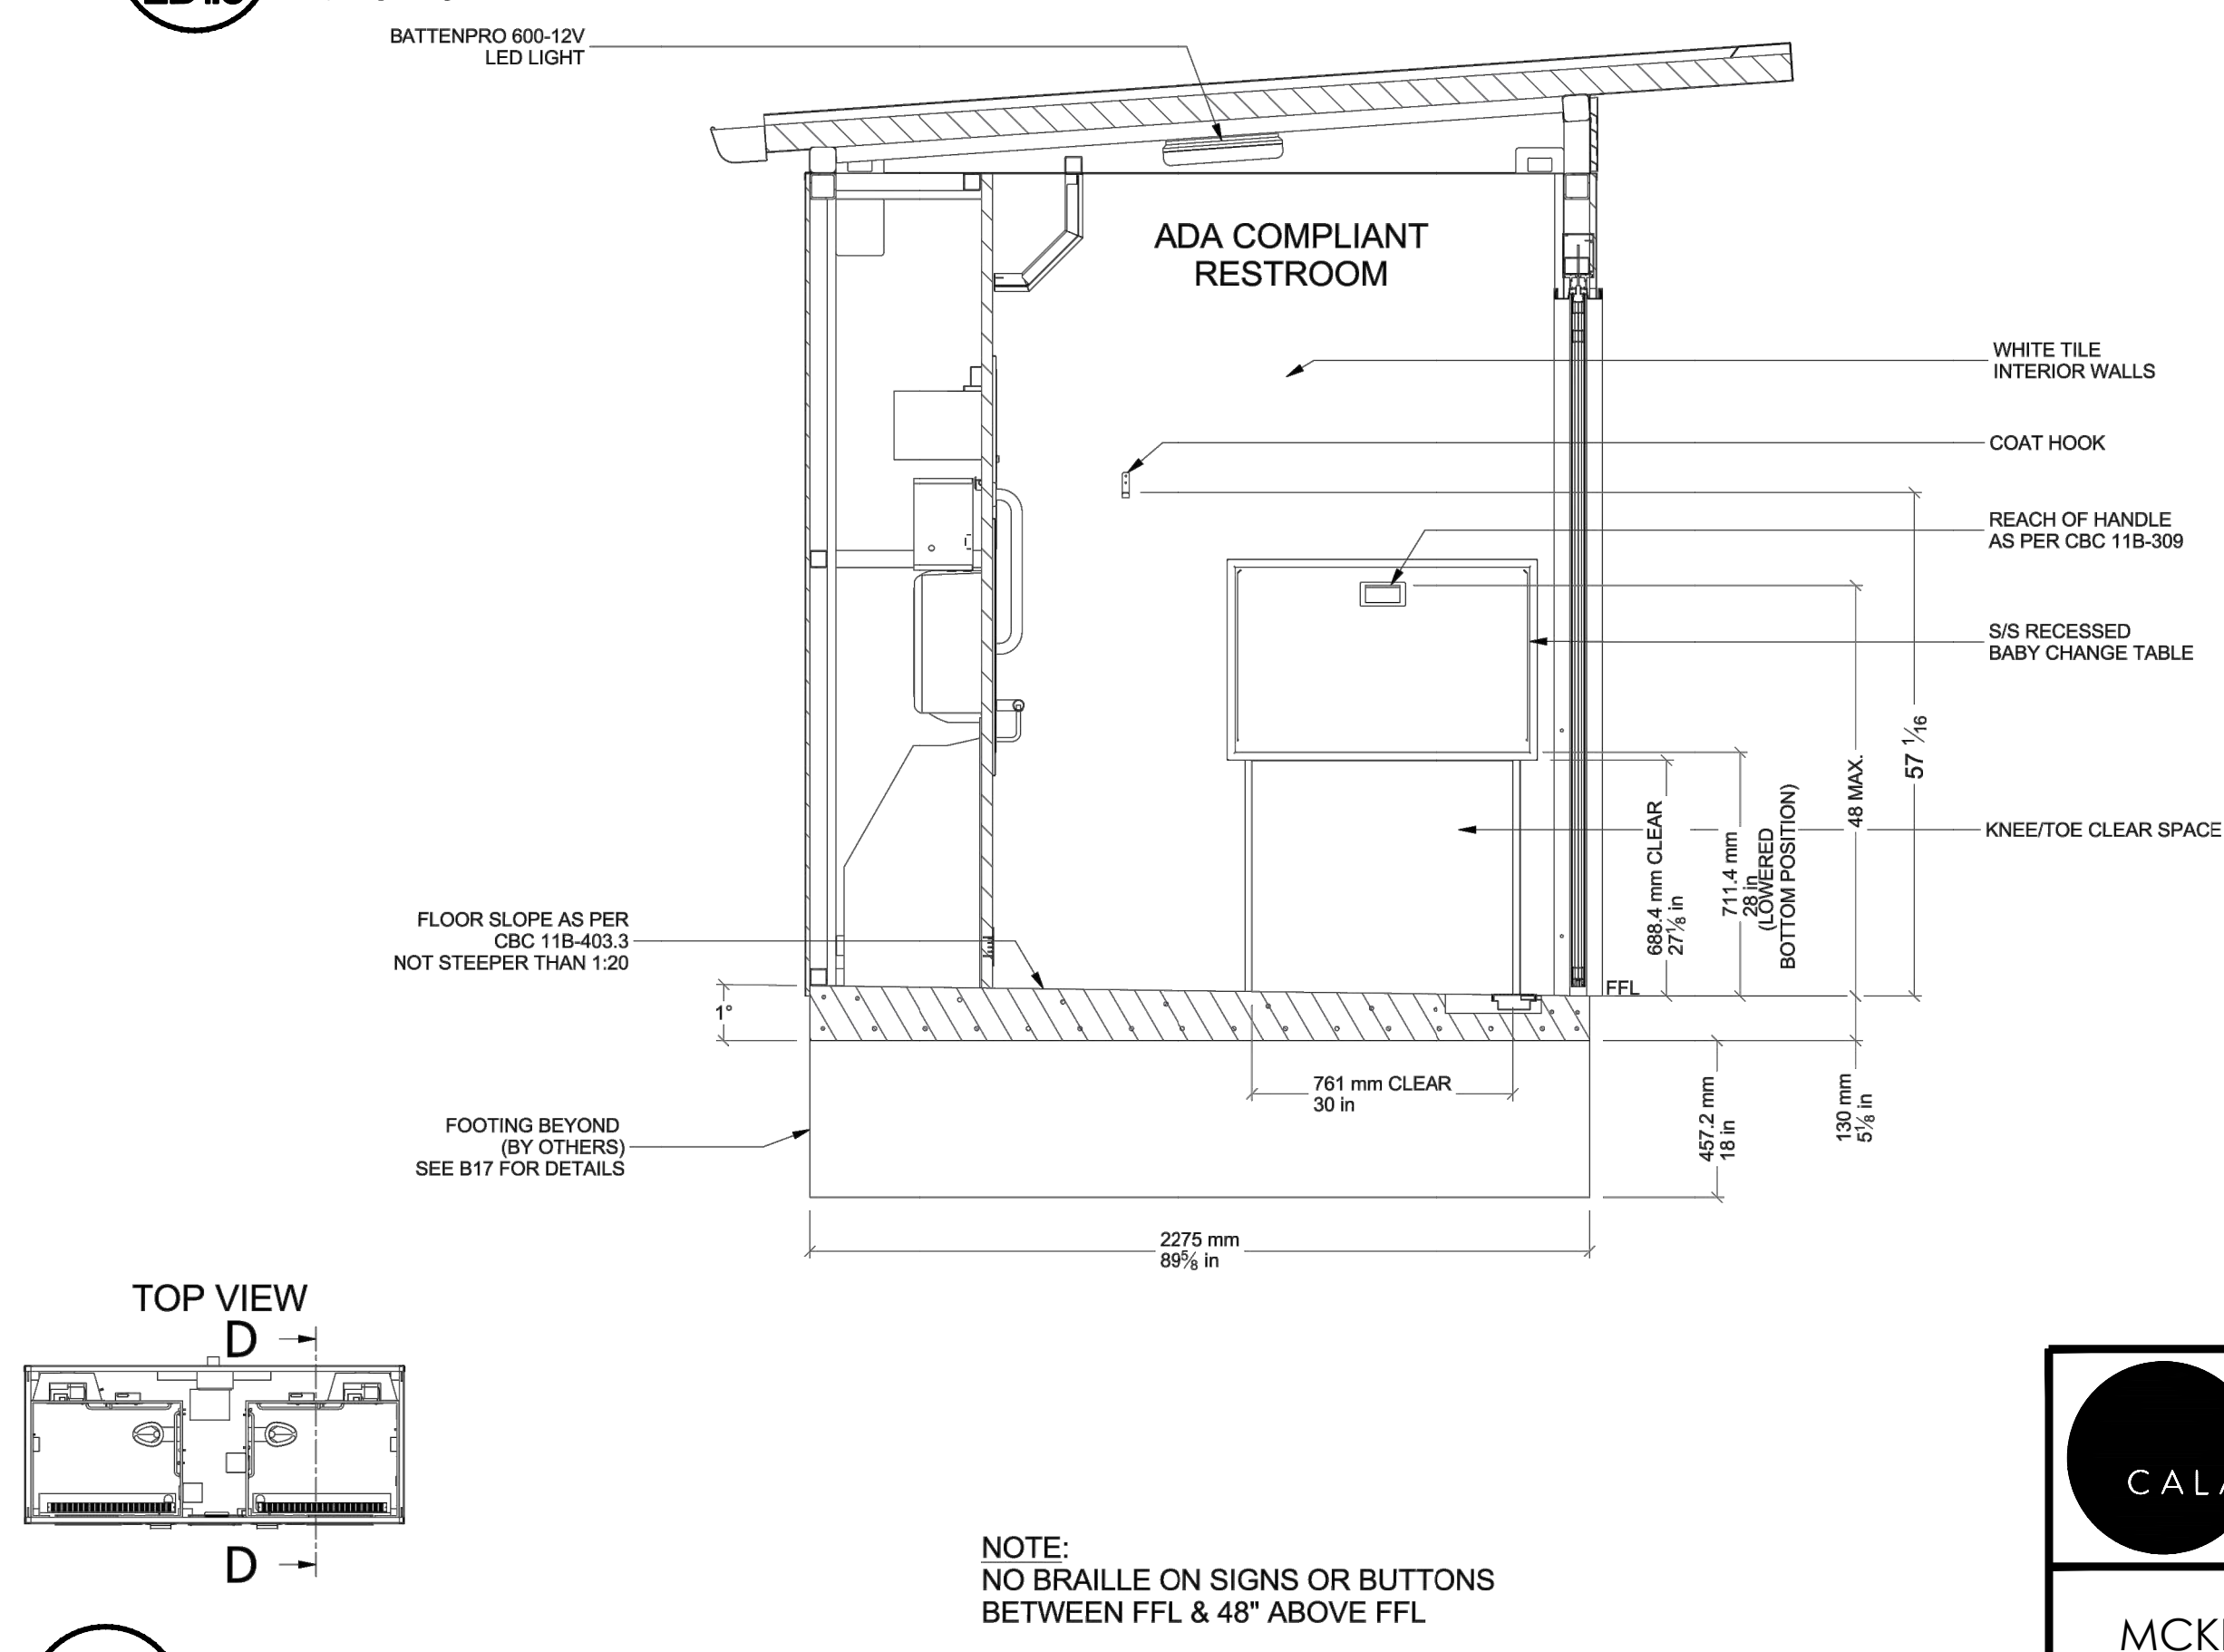 BATTENPRO 600-12V
LED LIGHT
ADA COMPLIANT
RESTROOM
WHITE TILE
INTERIOR WALLS
COAT HOOK
REACH OF HANDLE
AS PER CBC 11B-309
S/S RECESSED
BABY CHANGE TABLE
57 1/16
48 MAX.
688.4 mm CLEAR
27⅛ in
711.4 mm
28 in
(LOWERED
BOTTOM POSITION)
KNEE/TOE CLEAR SPACE
FLOOR SLOPE AS PER
CBC 11B-403.3
NOT STEEPER THAN 1:20
FFL
1°
761 mm CLEAR
30 in
457.2 mm
18 in
130 mm
5⅛ in
FOOTING BEYOND
(BY OTHERS)
SEE B17 FOR DETAILS
2275 mm
89⅝ in
TOP VIEW
D
D
NOTE:
NO BRAILLE ON SIGNS OR BUTTONS
BETWEEN FFL & 48" ABOVE FFL